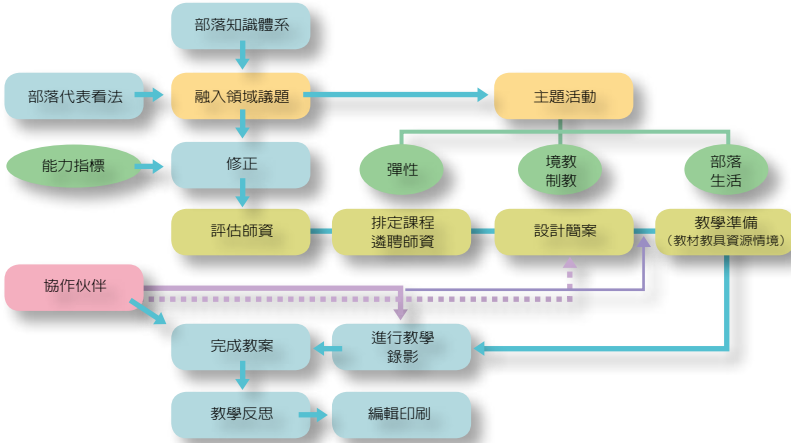 部落知識體系
部落代表看法
融入領域議題
主題活動
能力指標
修正
彈性
境教
制教
部落
生活
評估師資
排定課程
遴聘師資
設計簡案
教學準備
（教材教具資源情境）
協作伙伴
完成教案
進行教學
錄影
教學反思
編輯印刷